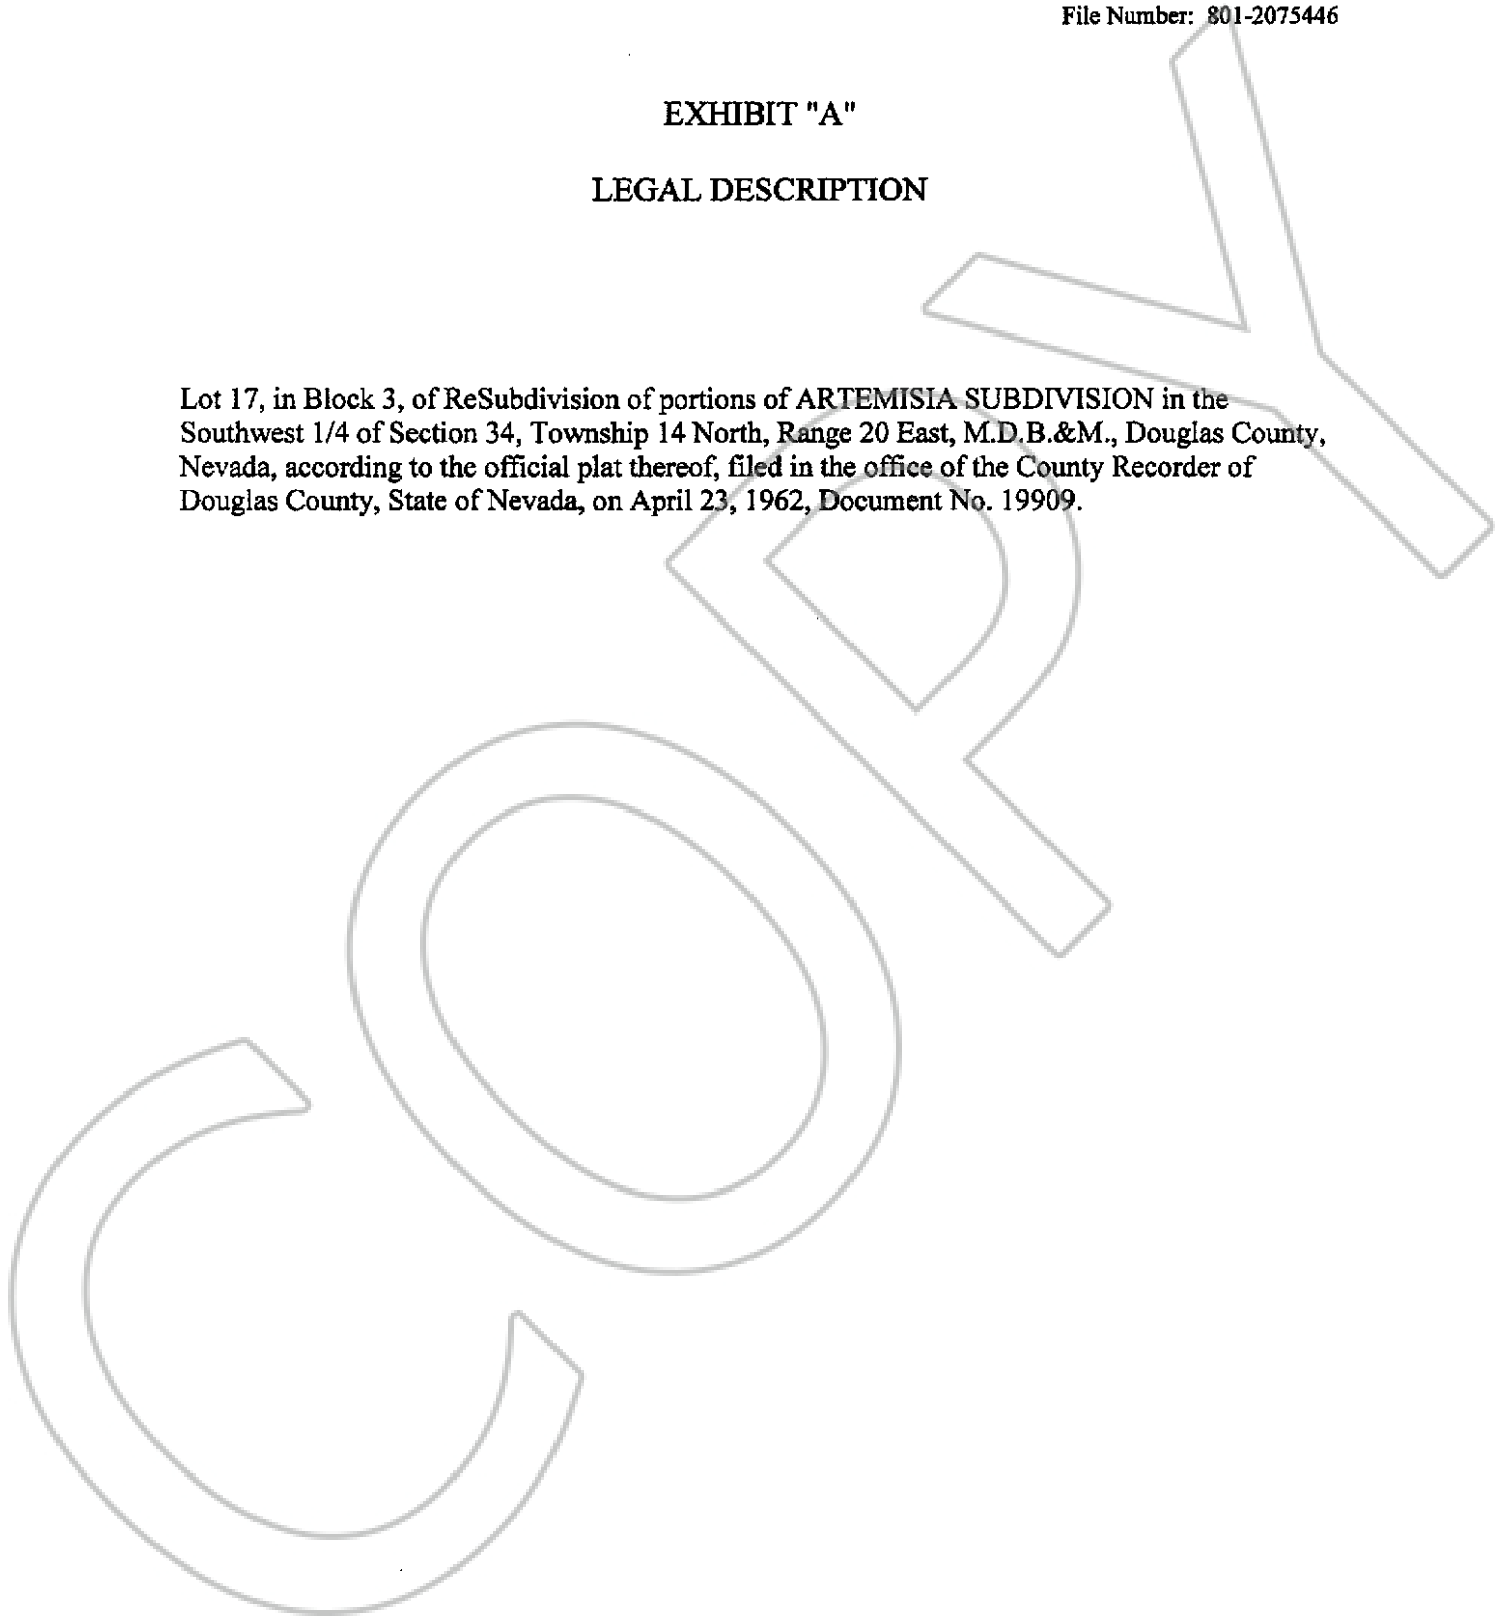 File Number: 801-2075446
EXHIBIT "A"
LEGAL DESCRIPTION
Lot 17, in Block 3, of ReSubdivision of portions of ARTEMISIA SUBDIVISION in the
Southwest 1/4 of Section 34, Township 14 North, Range 20 East, M.D.B.&M., Douglas County,
Nevada, according to the official plat thereof, filed in the office of the County Recorder of
Douglas County, State of Nevada, on April 23, 1962, Document No. 19909.
COPY